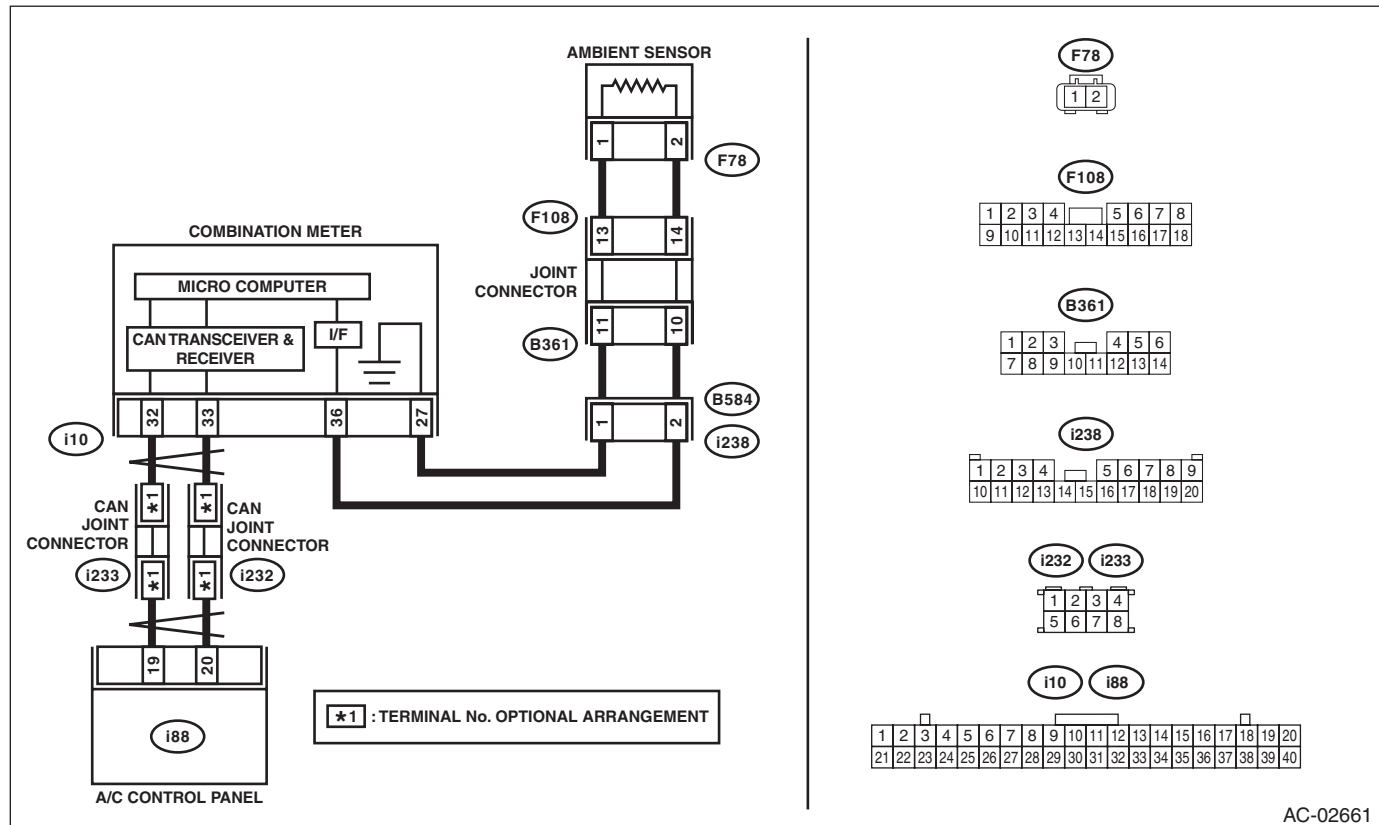 AMBIENT SENSOR
1 2
F78
F108
13 14
JOINT
CONNECTOR
11 10
B361
B584
1 2
i238
COMBINATION METER
MICRO COMPUTER
CAN TRANSCEIVER &
RECEIVER
I/F
32 33 36 27
i10
*1 *1
CAN
JOINT
CONNECTOR
CAN
JOINT
CONNECTOR
*1 *1
i233
i232
19 20
i88
A/C CONTROL PANEL
*1 : TERMINAL No. OPTIONAL ARRANGEMENT
F78
1 2
F108
1 2 3 4 5 6 7 8
9 10 11 12 13 14 15 16 17 18
B361
1 2 3 4 5 6
7 8 9 10 11 12 13 14
i238
1 2 3 4 5 6 7 8 9
10 11 12 13 14 15 16 17 18 19 20
i232 i233
1 2 3 4
5 6 7 8
i10 i88
1 2 3 4 5 6 7 8 9 10 11 12 13 14 15 16 17 18 19 20
21 22 23 24 25 26 27 28 29 30 31 32 33 34 35 36 37 38 39 40
AC-02661